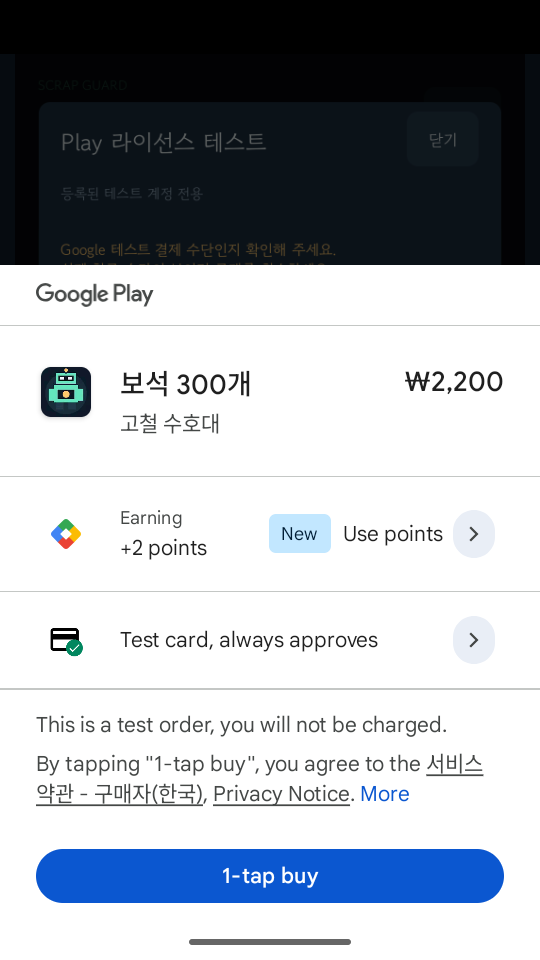 SCRAP GUARD
Play 라이선스 테스트
닫기
등록된 테스트 계정 전용
Google 테스트 결제 수단인지 확인해 주세요.
Google Play
보석 300개
₩2,200
고철 수호대
Earning
+2 points
New
Use points
Test card, always approves
This is a test order, you will not be charged.
By tapping "1-tap buy", you agree to the 서비스
약관 - 구매자(한국), Privacy Notice. More
1-tap buy